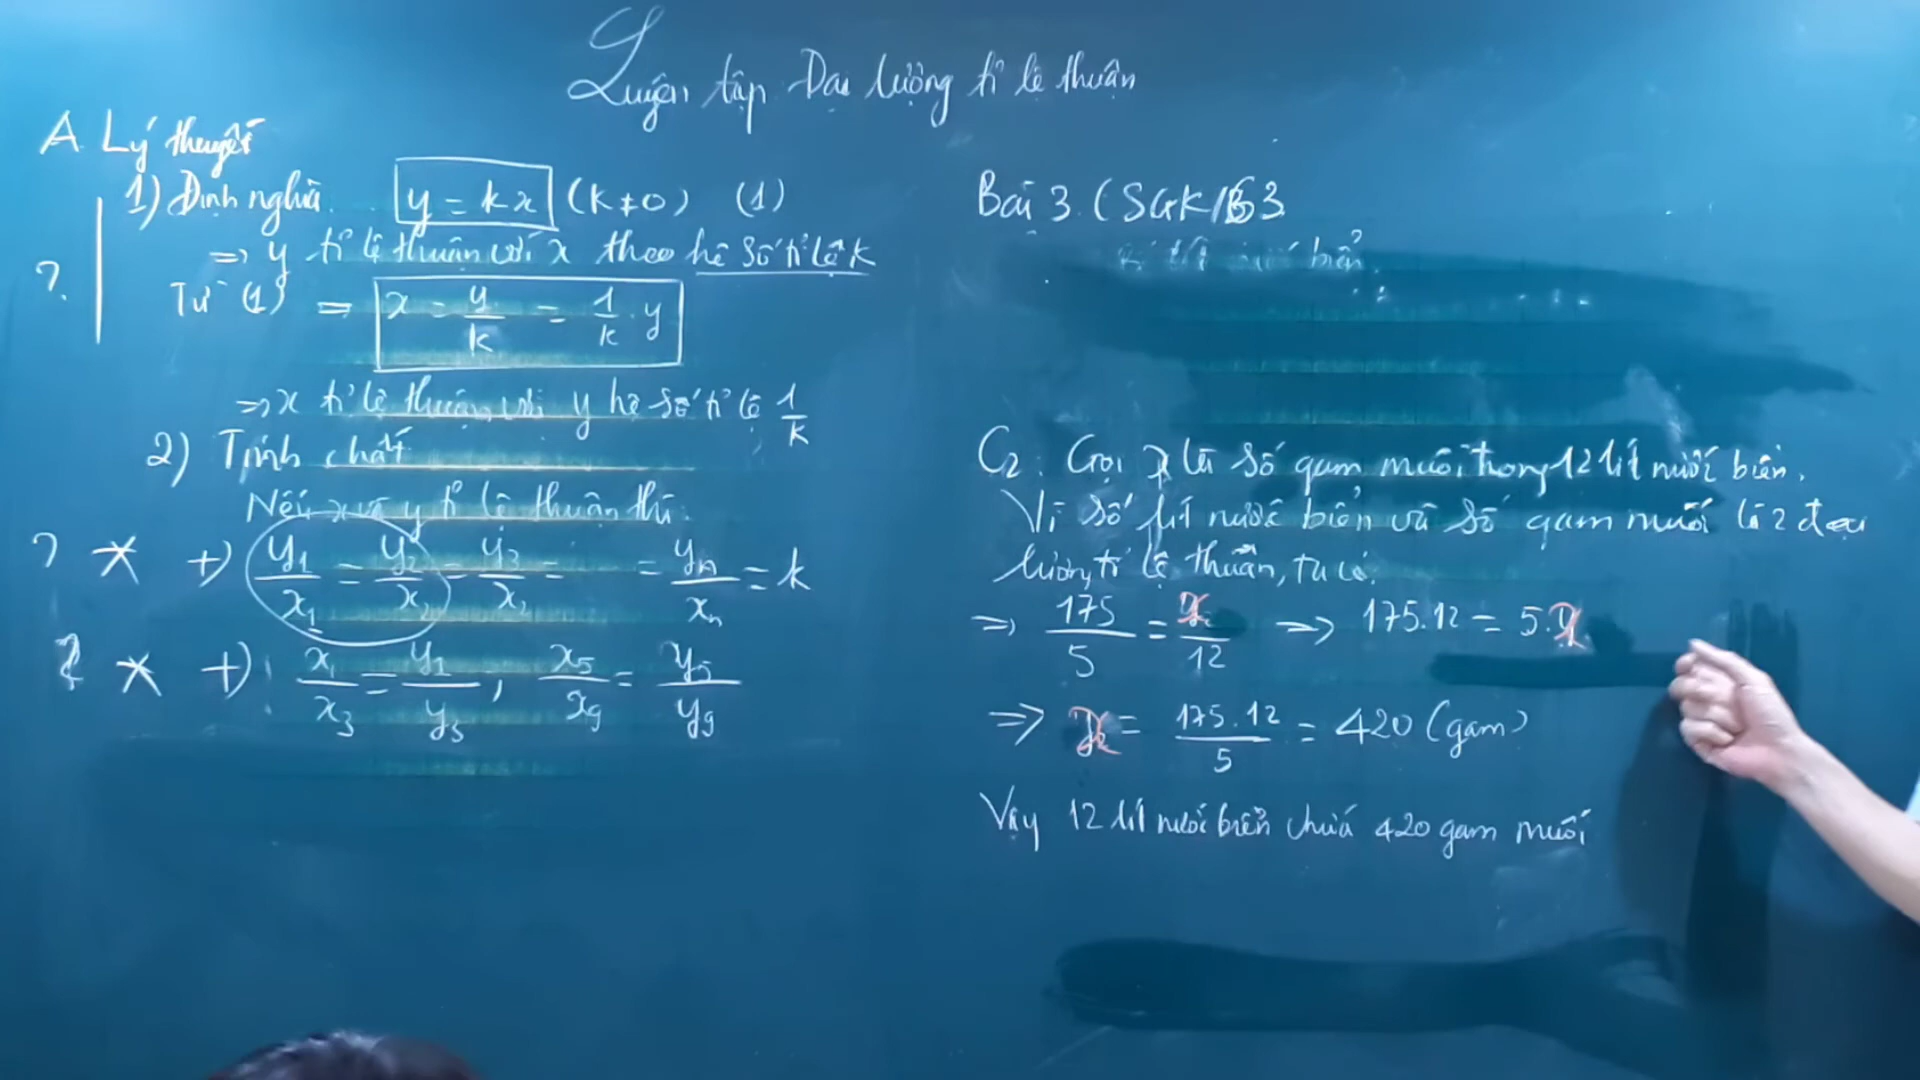 Luyện tập Đại lượng tỉ lệ thuận
A. Lý thuyết
1) Định nghĩa. y = kx (k ≠ 0) (1)
=> y tỉ lệ thuận với x theo hệ số tỉ lệ k
?.
Từ (1) = x = y/k = 1/k . y
=> x tỉ lệ thuận với y hệ số tỉ lệ 1/k
2) Tính chất
Nếu x và y tỉ lệ thuận thì:
? * +) y₁/x₁ = y₂/x₂ = y₃/x₃ = = yₙ/xₙ = k
? * +) x₁/x₃ = y₁/y₃, x₅/x₉ = y₅/y₉
Bài 3. (SGK/63
biển.
C2: Gọi x là số gam muối trong 12 lít nước biển.
Vì số lít nước biển và số gam muối là 2 đại
lượng tỉ lệ thuận, ta có:
=> 175/5 = x/12 => 175.12 = 5.x
=> x = 175.12/5 = 420 (gam)
Vậy 12 lít nước biển chứa 420 gam muối